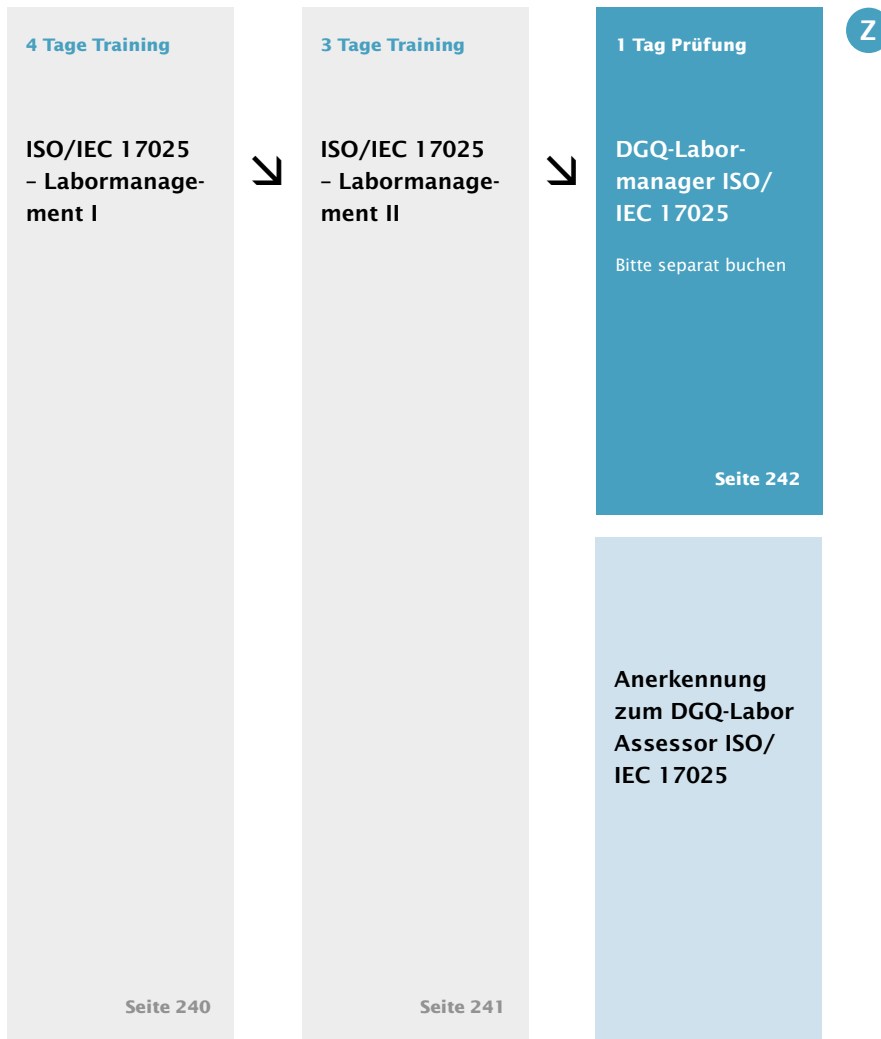 4 Tage Training
ISO/IEC 17025
– Labormanage-
ment I
Seite 240
3 Tage Training
ISO/IEC 17025
– Labormanage-
ment II
Seite 241
1 Tag Prüfung
Z
DGQ-Labor-
manager ISO/
IEC 17025
Bitte separat buchen
Seite 242
Anerkennung
zum DGQ-Labor
Assessor ISO/
IEC 17025